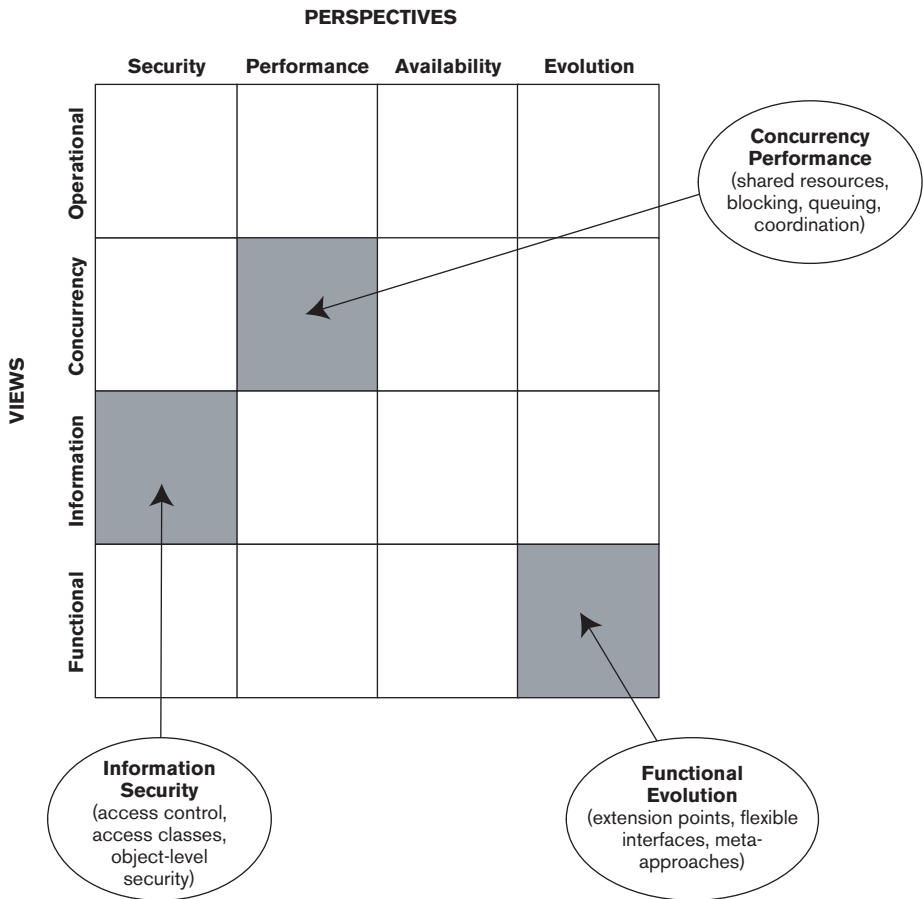 PERSPECTIVES
Security Performance Availability Evolution
VIEWS
Operational
Concurrency
Information
Functional
Concurrency
Performance
(shared resources,
blocking, queuing,
coordination)
Information
Security
(access control,
access classes,
object-level
security)
Functional
Evolution
(extension points, flexible
interfaces, meta-
approaches)